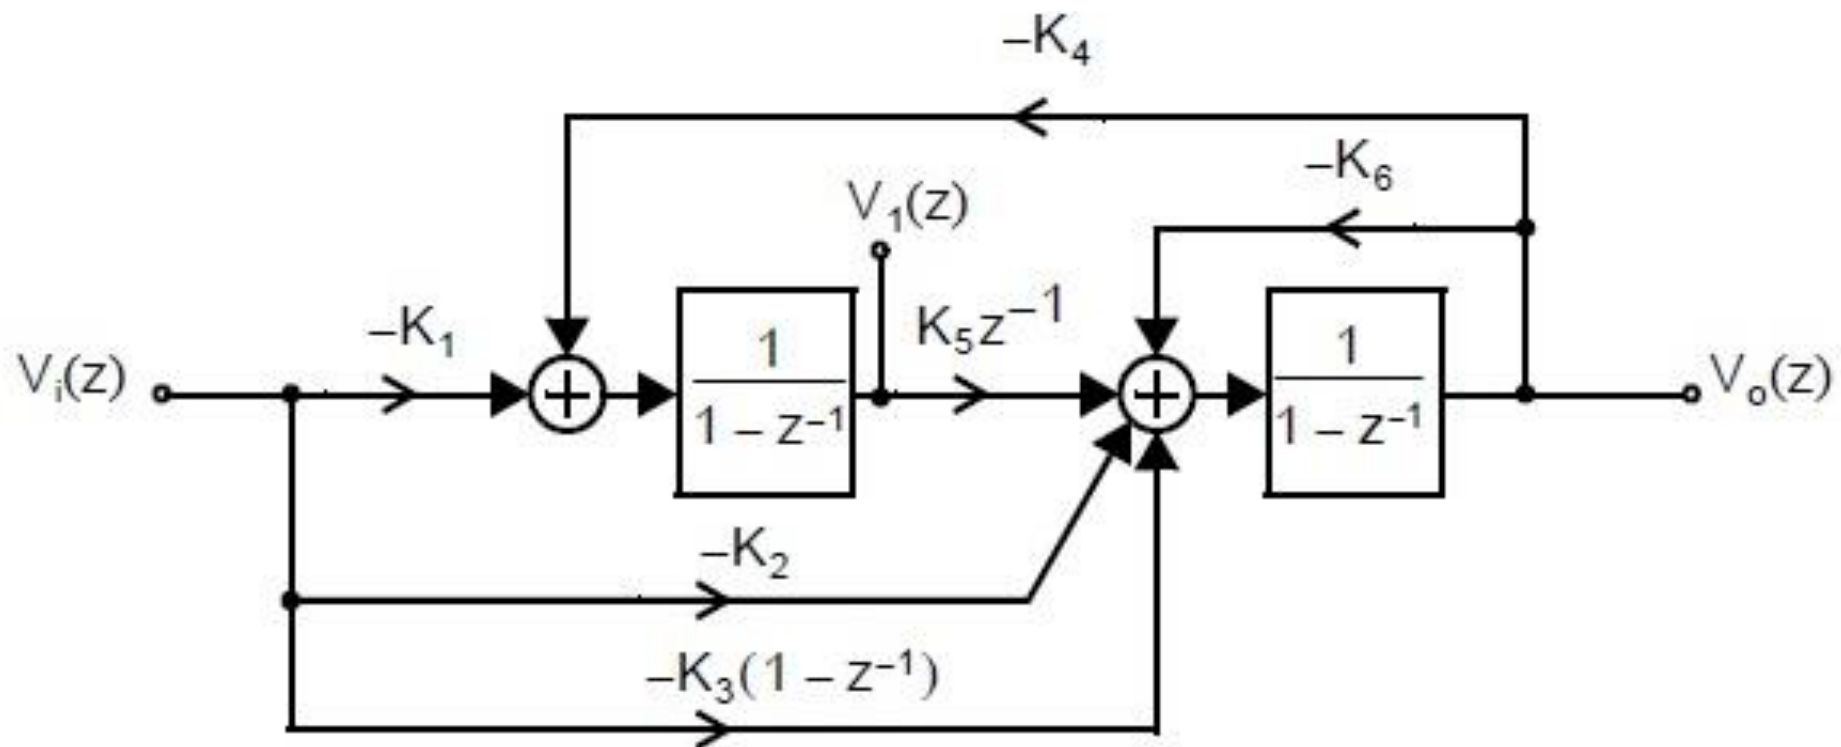 –K₄
–K₆
V₁(z)
–K₁
K₅z⁻¹
Vᵢ(z)
+
1
1 – z⁻¹
+
1
1 – z⁻¹
Vₒ(z)
–K₂
–K₃(1 – z⁻¹)